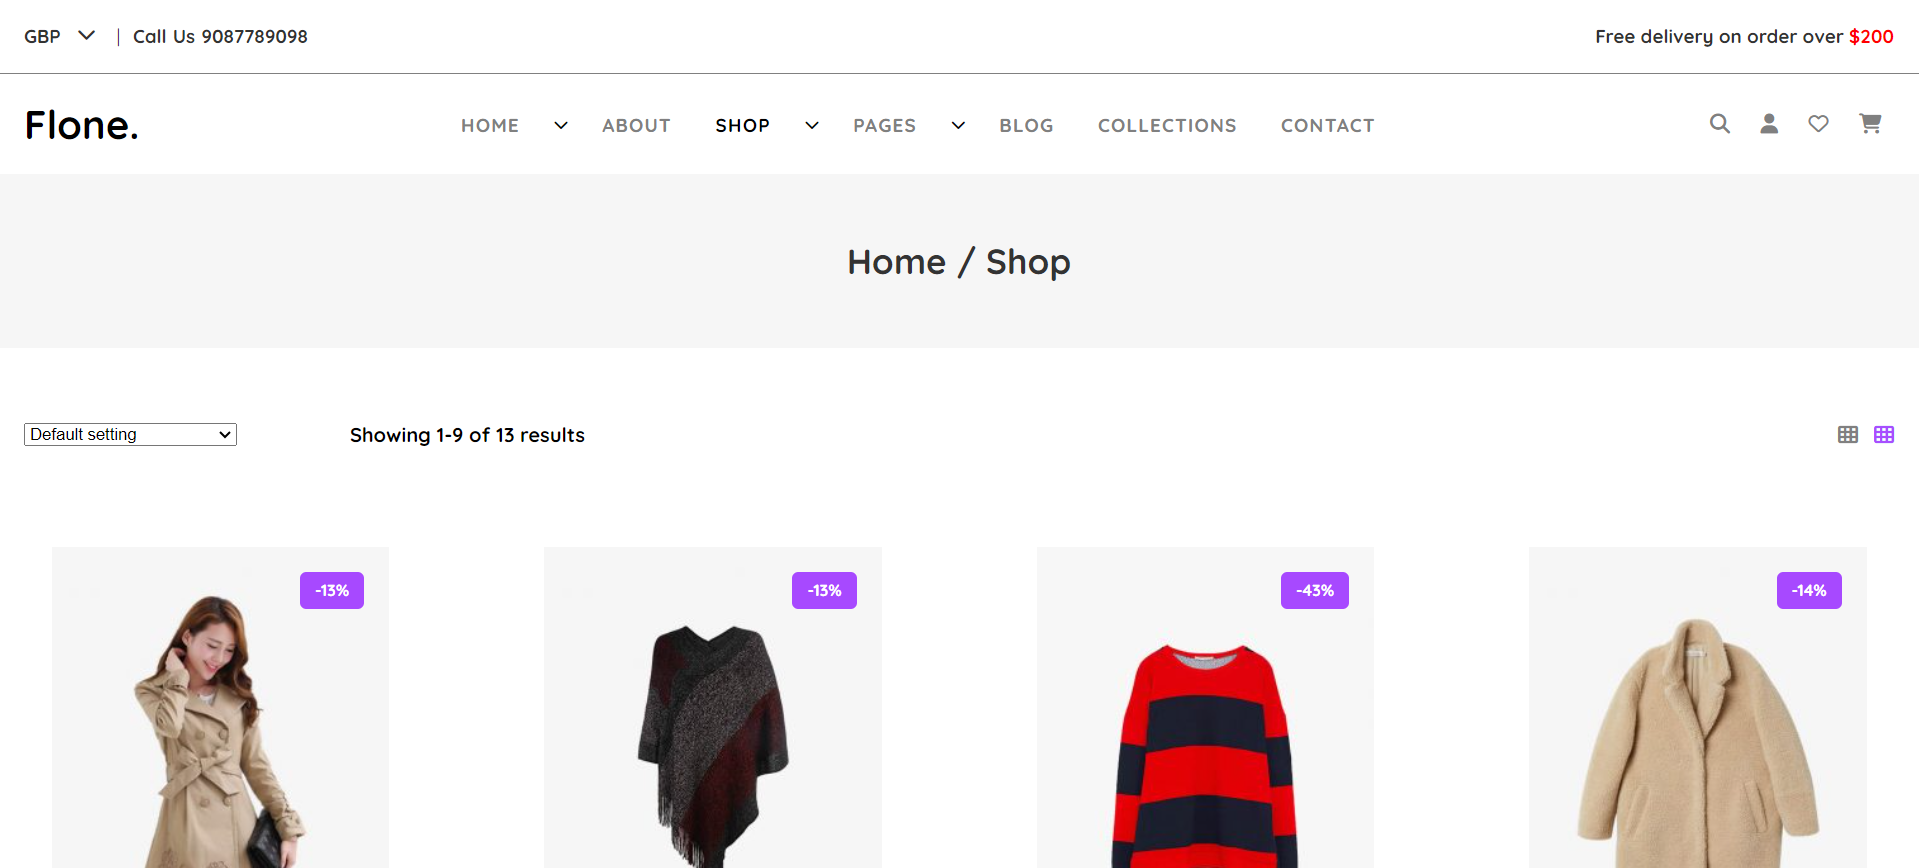 GBP | Call Us 9087789098
Free delivery on order over $200
Flone.
HOME ABOUT SHOP PAGES BLOG COLLECTIONS CONTACT
Home / Shop
Default setting
Showing 1-9 of 13 results
-13%
-13%
-43%
-14%